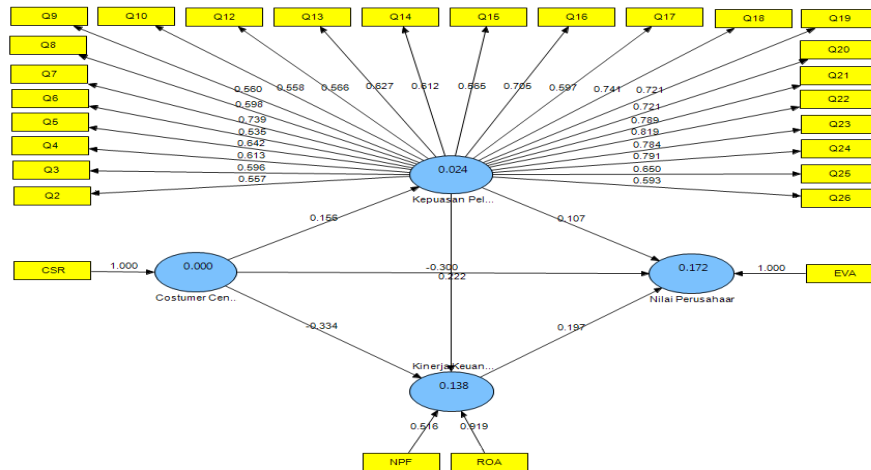 Q9
Q10
Q12
Q13
Q14
Q15
Q16
Q17
Q18
Q19
Q8
Q20
Q7
Q21
Q6
Q22
Q5
Q23
Q4
Q24
Q3
Q25
Q2
Q26
0.560
0.558
0.566
0.627
0.612
0.565
0.705
0.597
0.741
0.721
0.598
0.721
0.739
0.789
0.535
0.819
0.642
0.784
0.613
0.791
0.596
0.650
0.557
0.593
0.024
Kepuasan Pel...
0.155
0.107
CSR
1.000
0.000
Costumer Cen..
-0.300
0.222
0.172
Nilai Perusahaar
1.000
EVA
-0.334
0.197
Kinerja Keuan..
0.138
0.516
0.919
NPF
ROA